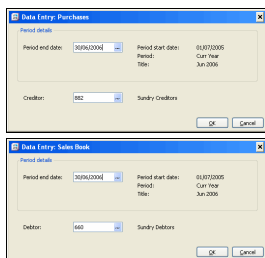 Data Entry: Purchases
Period details
Period end date: 30/06/2006 ... Period start date: 01/07/2005
Period: Curr Year
Title: Jun 2006
Creditor: 882 ... Sundry Creditors
OK Cancel
Data Entry: Sales Book
Period details
Period end date: 30/06/2006 ... Period start date: 01/07/2005
Period: Curr Year
Title: Jun 2006
Debtor: 660 ... Sundry Debtors
OK Cancel